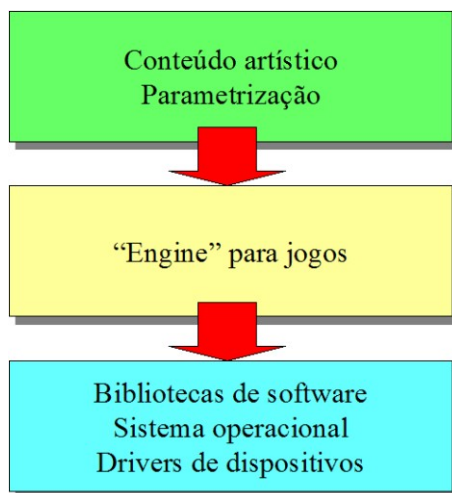 Conteúdo artístico
Parametrização
“Engine” para jogos
Bibliotecas de software
Sistema operacional
Drivers de dispositivos